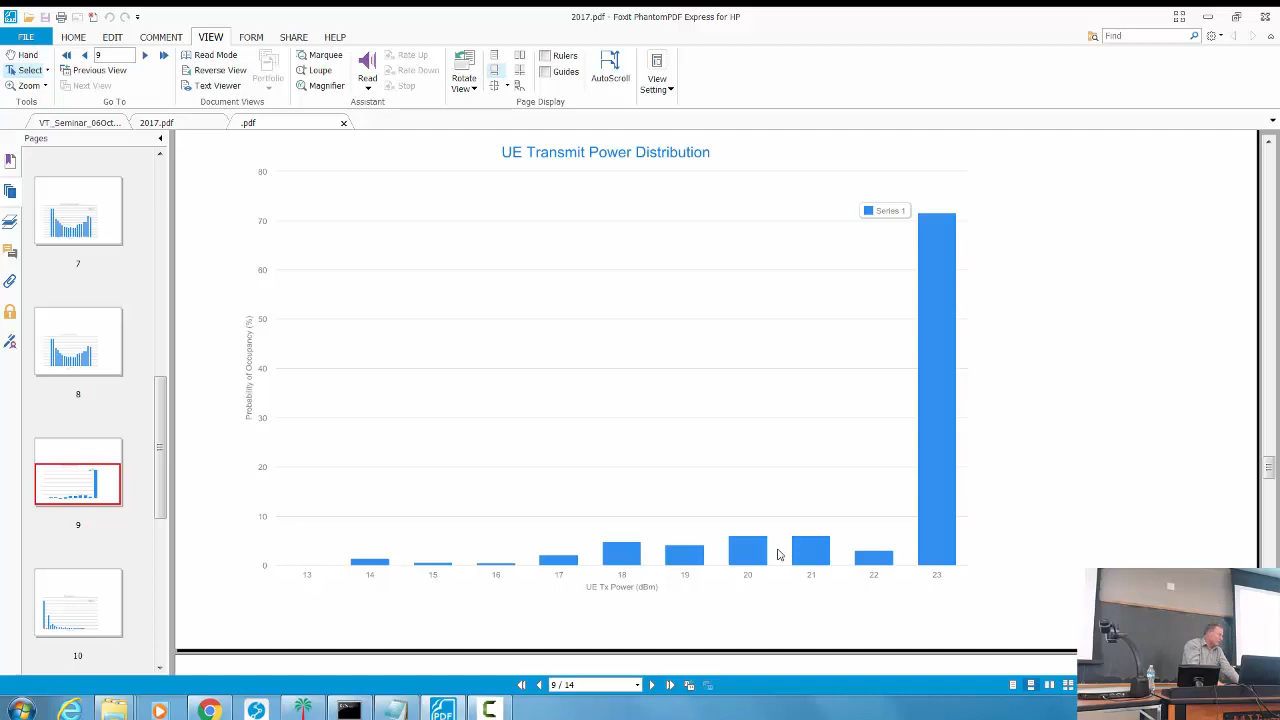 2017.pdf - Foxit PhantomPDF Express for HP
FILE HOME EDIT COMMENT VIEW FORM SHARE HELP
Find
Hand
Select
Zoom
Tools
9
Previous View
Next View
Go To
Read Mode
Reverse View
Text Viewer
Portfolio
Document Views
Marquee
Loupe
Magnifier
Read
Rate Up
Rate Down
Stop
Assistant
Rotate View
Rulers
Guides
AutoScroll
View Setting
Page Display
VT_Seminar_06Oct...
2017.pdf
.pdf
Pages
7
8
9
10
UE Transmit Power Distribution
Series 1
80
70
60
50
40
30
20
10
0
Probability of Occupancy (%)
13 14 15 16 17 18 19 20 21 22 23
UE Tx Power (dBm)
9 / 14
PDF